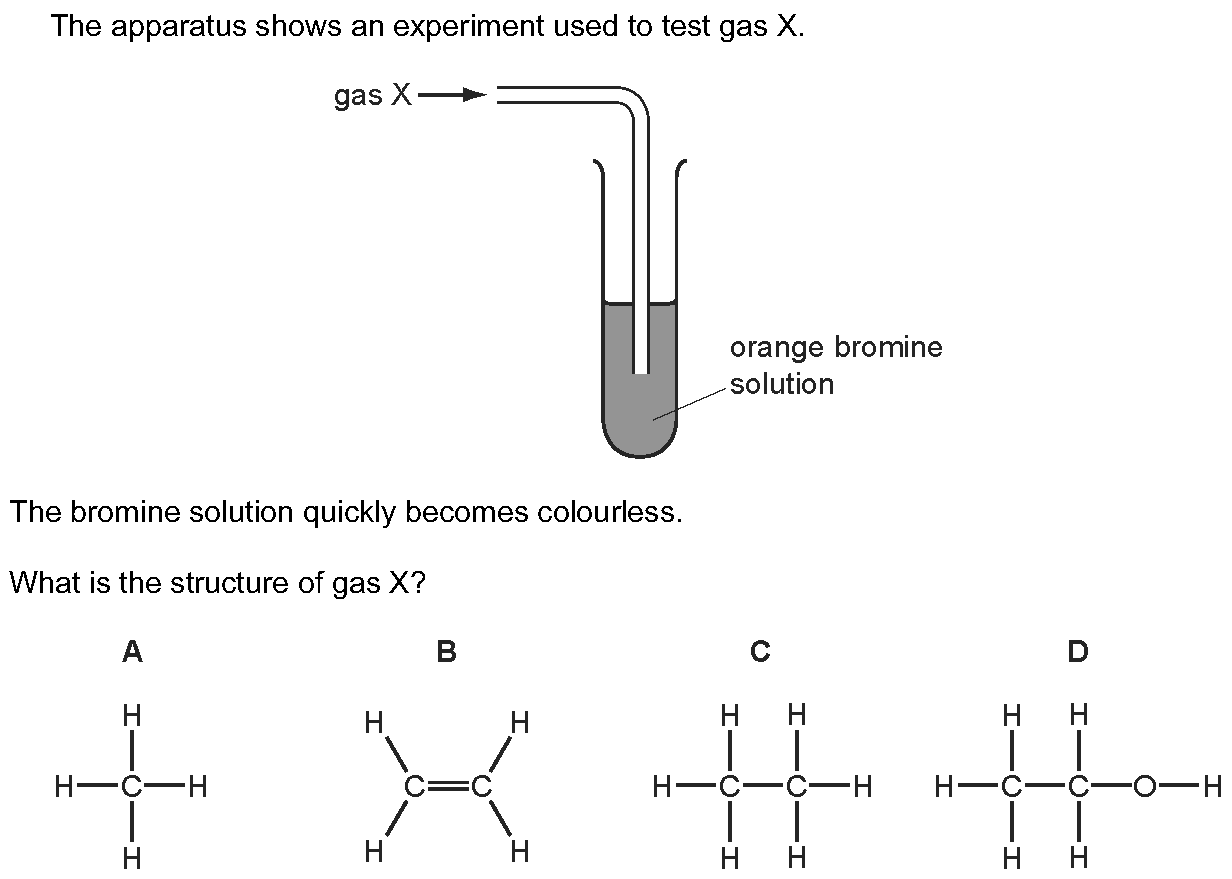 The apparatus shows an experiment used to test gas X.
gas X
orange bromine
solution
The bromine solution quickly becomes colourless.
What is the structure of gas X?
A B C D
H H H H H H H
H C H C C H C C H H C C O H
H H H H H H H